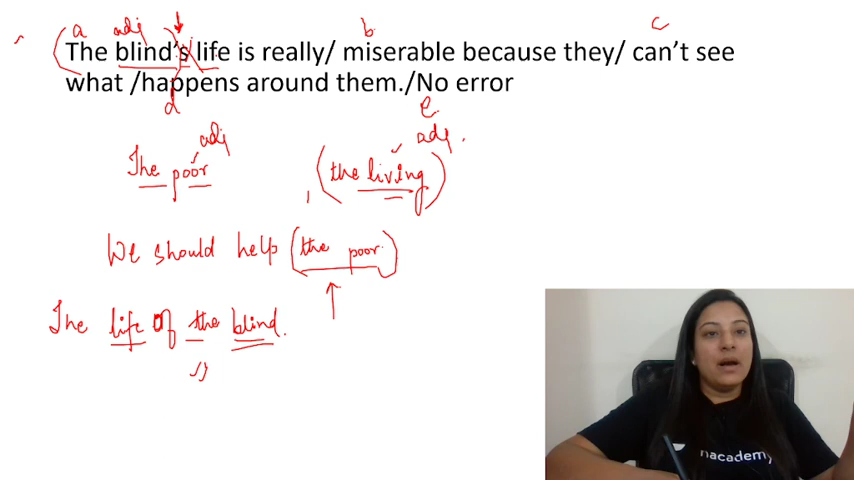 a adj b c
The blind's life is really/ miserable because they/ can't see
what /happens around them./No error
d e
adj adj.
The poor, (the living)
We should help (the poor)
The life of the blind.
nacademy